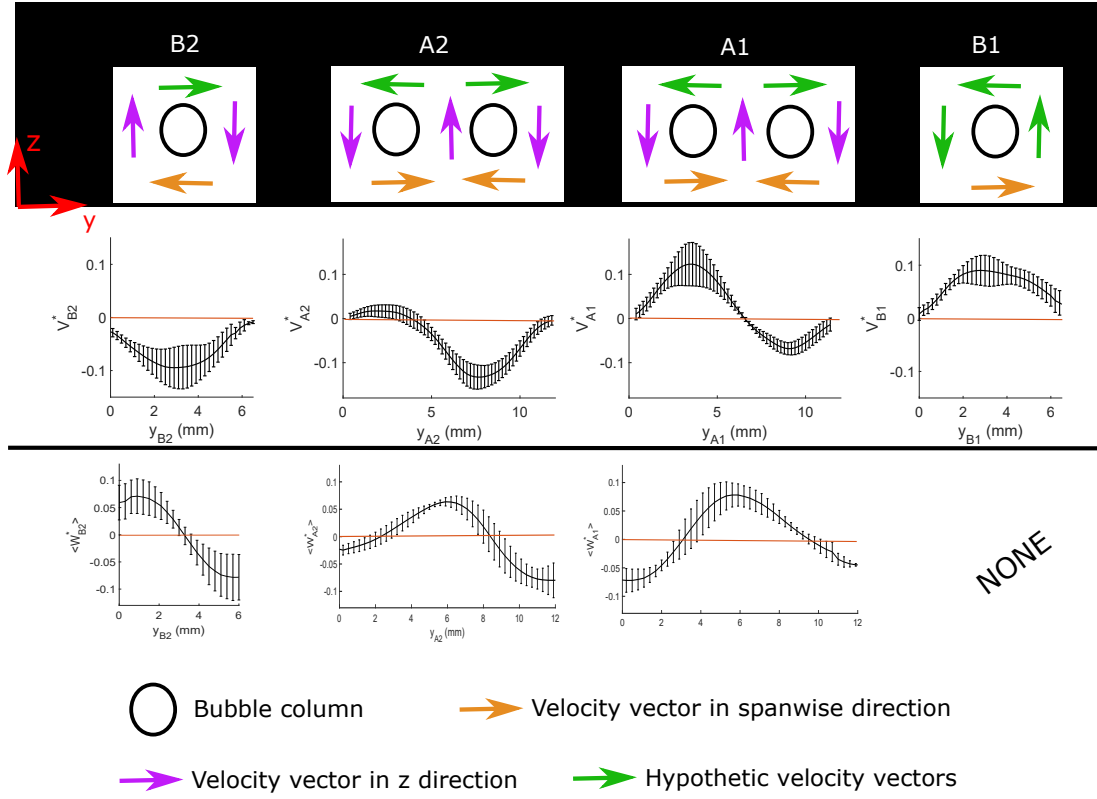 B2 A2 A1 B1
z
y
0.1
0
-0.1
V*B2
0 2 4 6
yB2 (mm)
0.1
0
-0.1
V*A2
0 5 10
yA2 (mm)
0.1
0
-0.1
V*A1
0 5 10
yA1 (mm)
0.1
0
-0.1
V*B1
0 2 4 6
yB1 (mm)
0.1
0.05
0
-0.05
-0.1
<W*B2>
0 2 4 6
yB2 (mm)
0.1
0.05
0
-0.05
-0.1
<W*A2>
0 2 4 6 8 10 12
yA2 (mm)
0.1
0.05
0
-0.05
-0.1
<W*A1>
0 2 4 6 8 10 12
yA1 (mm)
NONE
Bubble column
Velocity vector in spanwise direction
Velocity vector in z direction
Hypothetic velocity vectors